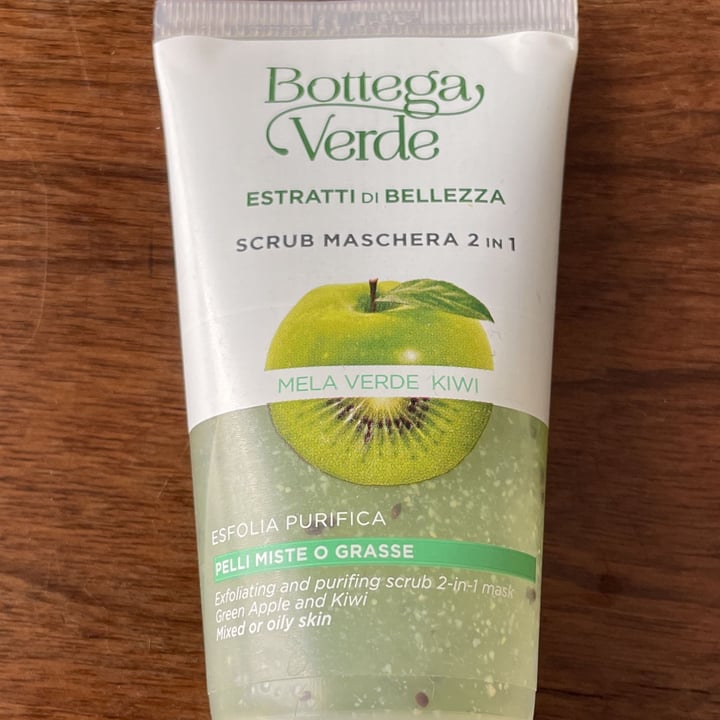 Bottega
Verde
ESTRATTI DI BELLEZZA
SCRUB MASCHERA 2 IN 1
MELA VERDE KIWI
ESFOLIA PURIFICA
PELLI MISTE O GRASSE
Exfoliating and purifing scrub 2-in-1 mask
Green Apple and Kiwi
Mixed or oily skin